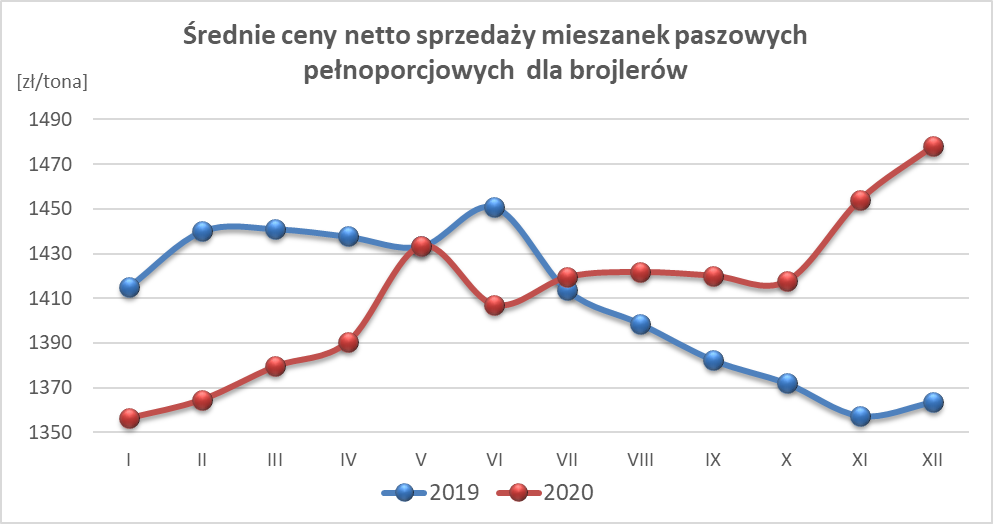 Średnie ceny netto sprzedaży mieszanek paszowych
pełnoporcjowych dla brojlerów
[zł/tona]
1490
1470
1450
1430
1410
1390
1370
1350
I II III IV V VI VII VIII IX X XI XII
2019 2020